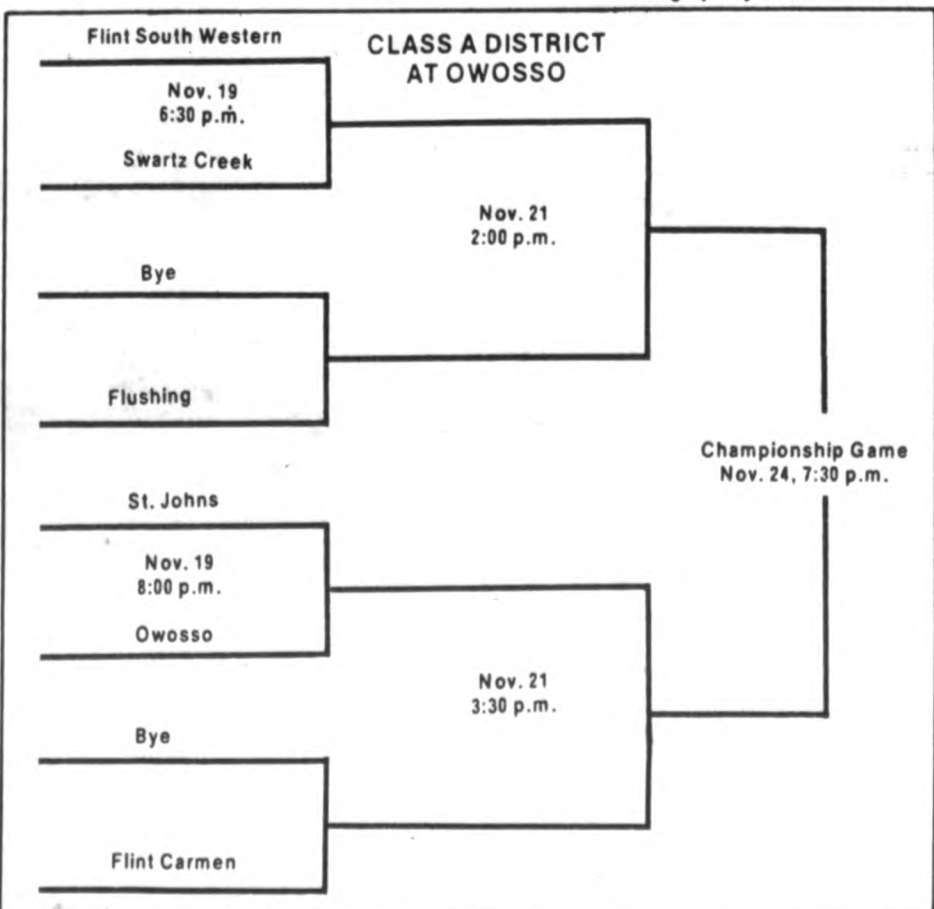 CLASS A DISTRICT
AT OWOSSO
Flint South Western
Nov. 19
6:30 p.m.
Swartz Creek
Nov. 21
2:00 p.m.
Bye
Flushing
Championship Game
Nov. 24, 7:30 p.m.
St. Johns
Nov. 19
8:00 p.m.
Owosso
Nov. 21
3:30 p.m.
Bye
Flint Carmen